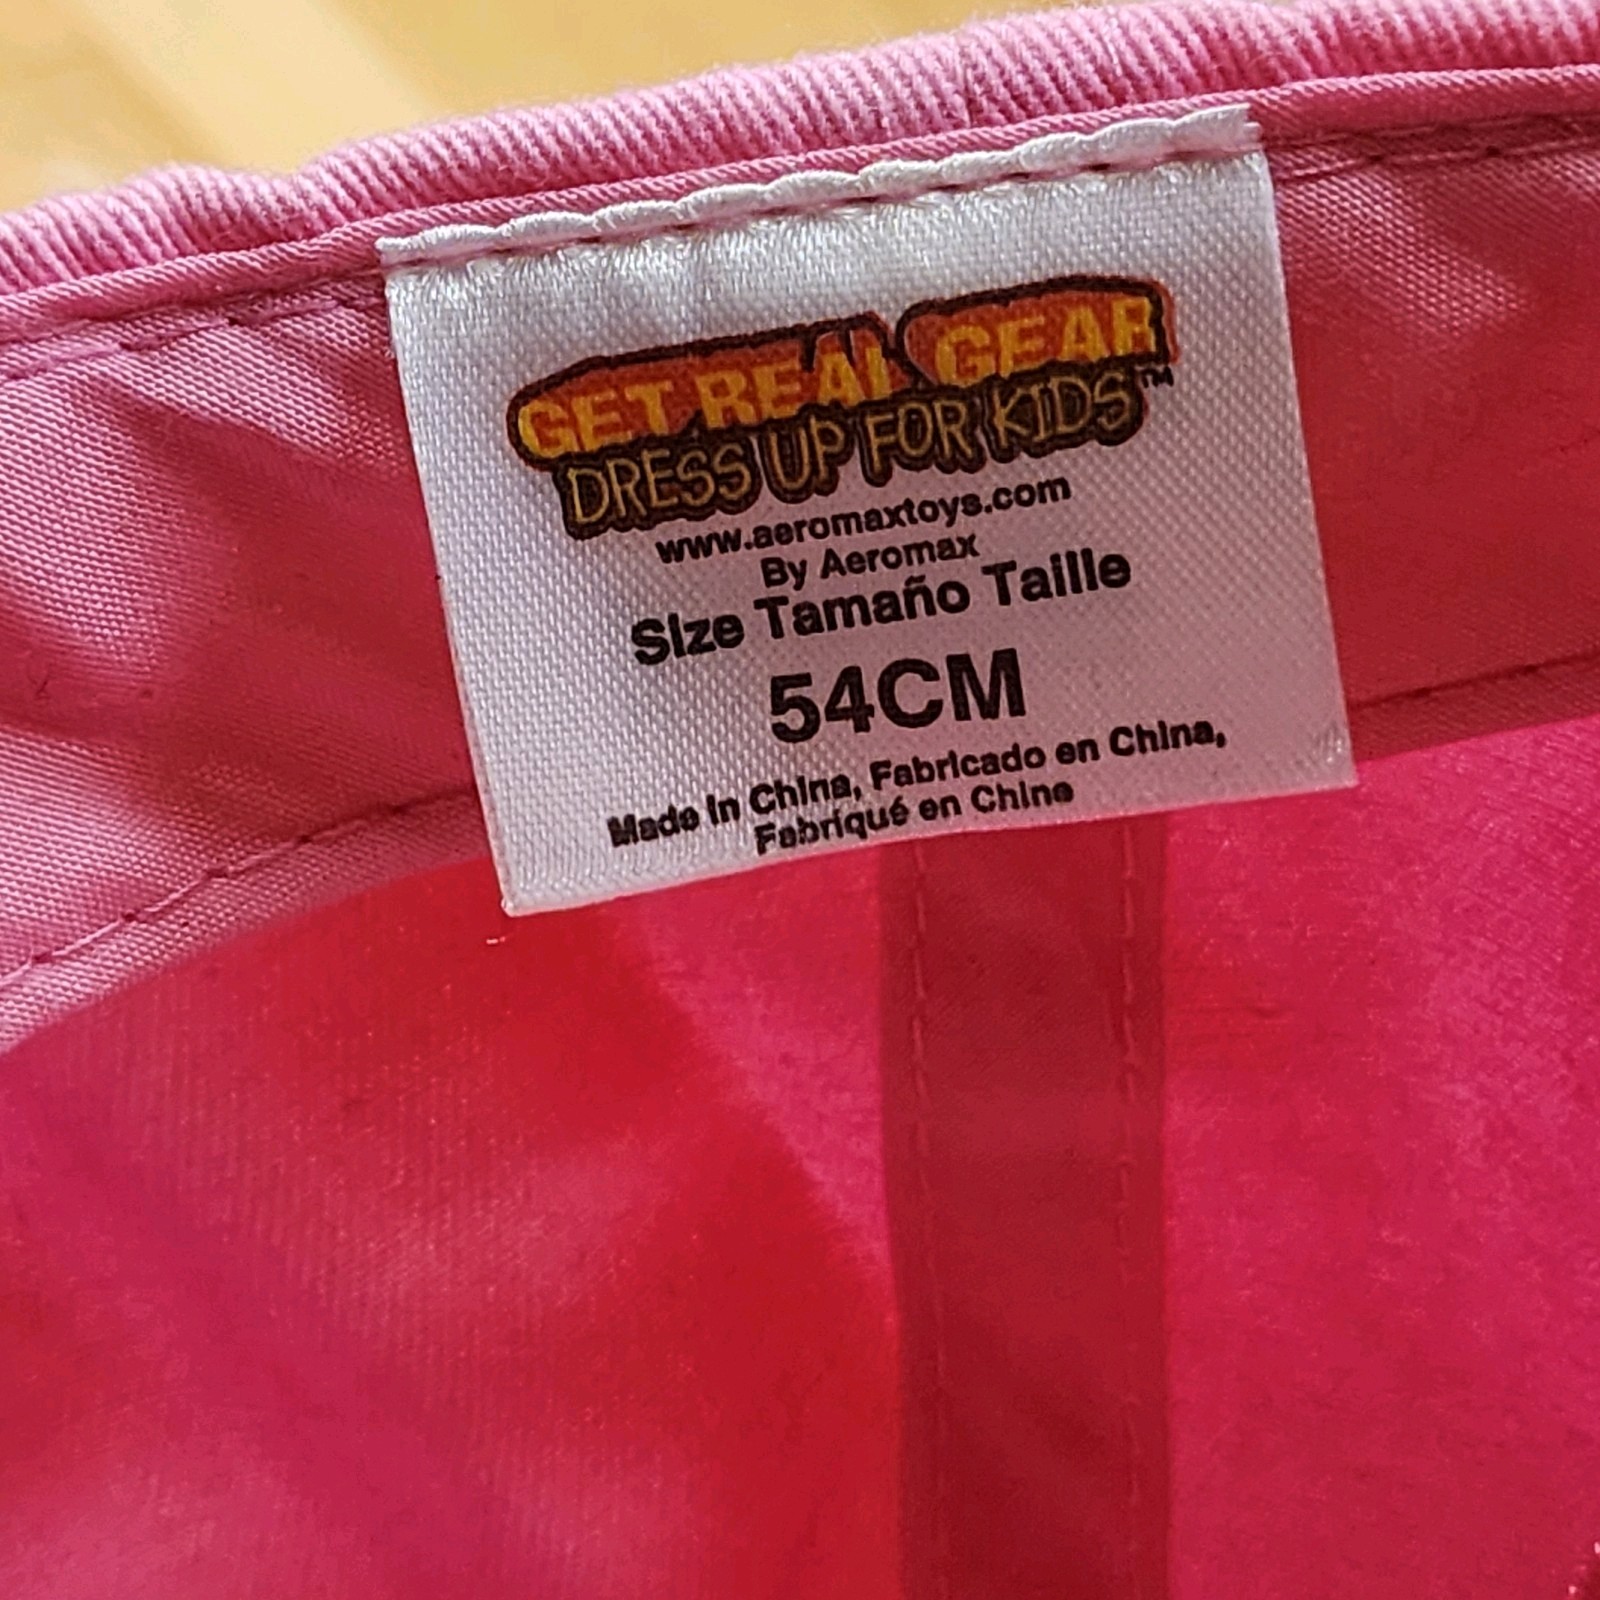 GET REAL GEAR
DRESS UP FOR KIDS™
www.aeromaxtoys.com
By Aeromax
Size Tamaño Taille
54CM
Made in China, Fabricado en China,
Fabriqué en Chine